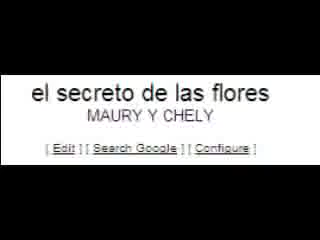 el secreto de las flores
MAURY Y CHELY
[ Edit ] [ Search Google ] [ Configure ]